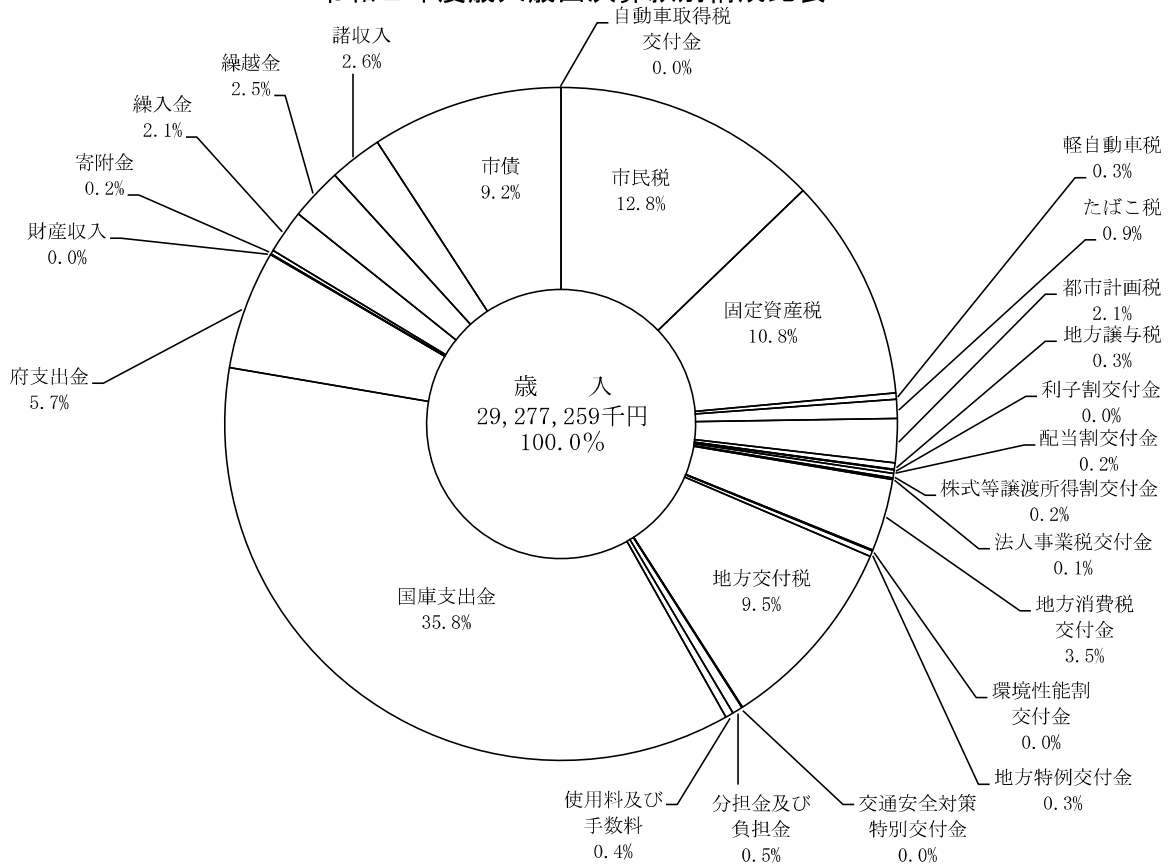 自動車取得税
交付金
0.0%
諸収入
2.6%
繰越金
2.5%
繰入金
2.1%
寄附金
0.2%
財産収入
0.0%
府支出金
5.7%
市債
9.2%
市民税
12.8%
固定資産税
10.8%
軽自動車税
0.3%
たばこ税
0.9%
都市計画税
2.1%
地方譲与税
0.3%
利子割交付金
0.0%
配当割交付金
0.2%
株式等譲渡所得割交付金
0.2%
法人事業税交付金
0.1%
地方消費税
交付金
3.5%
環境性能割
交付金
0.0%
地方特例交付金
0.3%
歳 入
29,277,259千円
100.0%
地方交付税
9.5%
国庫支出金
35.8%
使用料及び
手数料
0.4%
分担金及び
負担金
0.5%
交通安全対策
特別交付金
0.0%